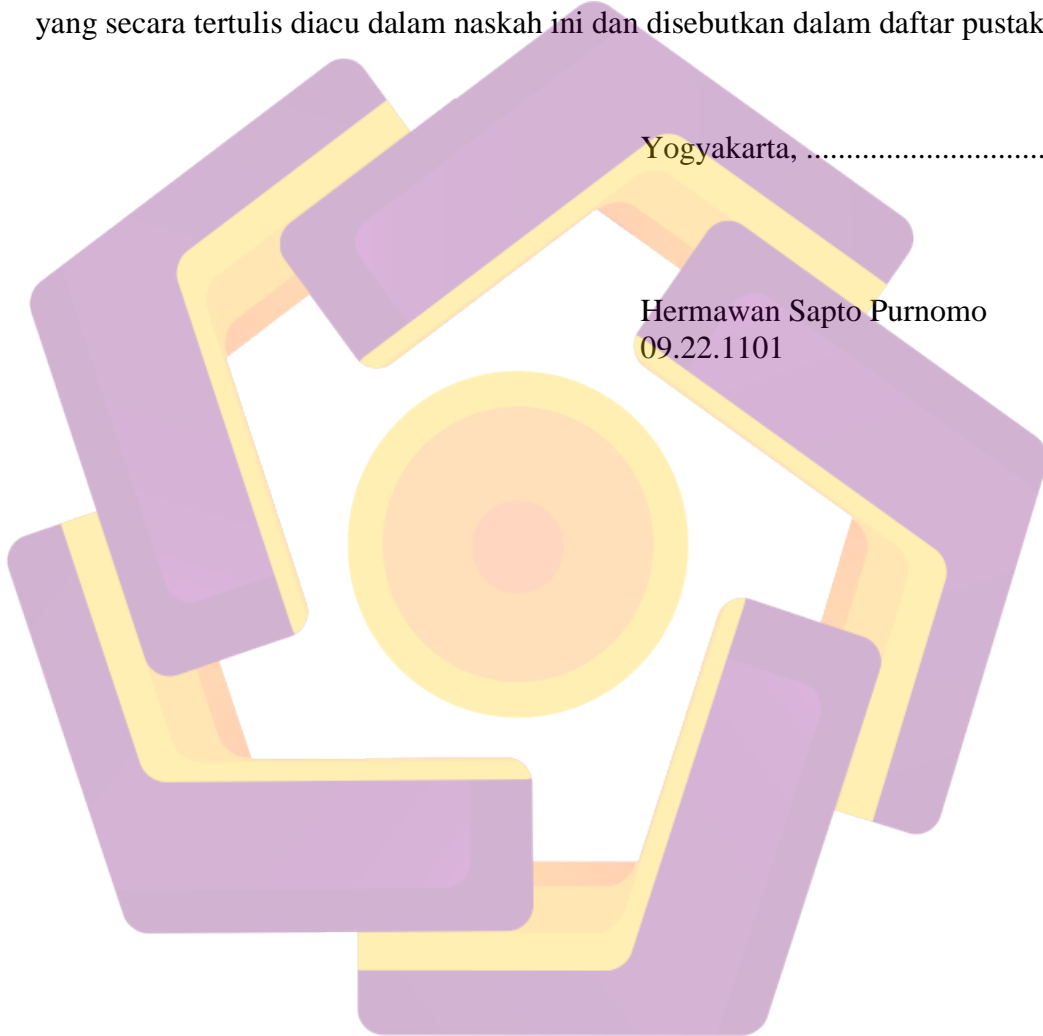 yang secara tertulis diacu dalam naskah ini dan disebutkan dalam daftar pustak
Yogyakarta, ..............................
Hermawan Sapto Purnomo
09.22.1101